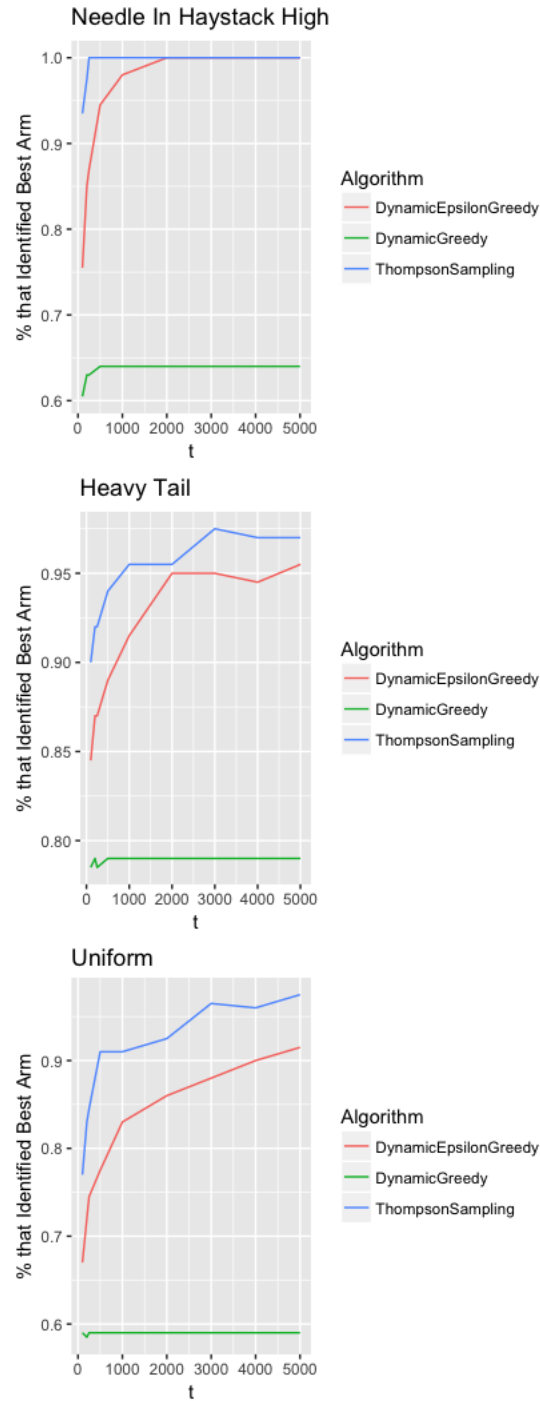 Needle In Haystack High
% that Identified Best Arm
1.0
0.9
0.8
0.7
0.6
0 1000 2000 3000 4000 5000
t
Algorithm
DynamicEpsilonGreedy
DynamicGreedy
ThompsonSampling
Heavy Tail
% that Identified Best Arm
0.95
0.90
0.85
0.80
0 1000 2000 3000 4000 5000
t
Algorithm
DynamicEpsilonGreedy
DynamicGreedy
ThompsonSampling
Uniform
% that Identified Best Arm
0.9
0.8
0.7
0.6
0 1000 2000 3000 4000 5000
t
Algorithm
DynamicEpsilonGreedy
DynamicGreedy
ThompsonSampling